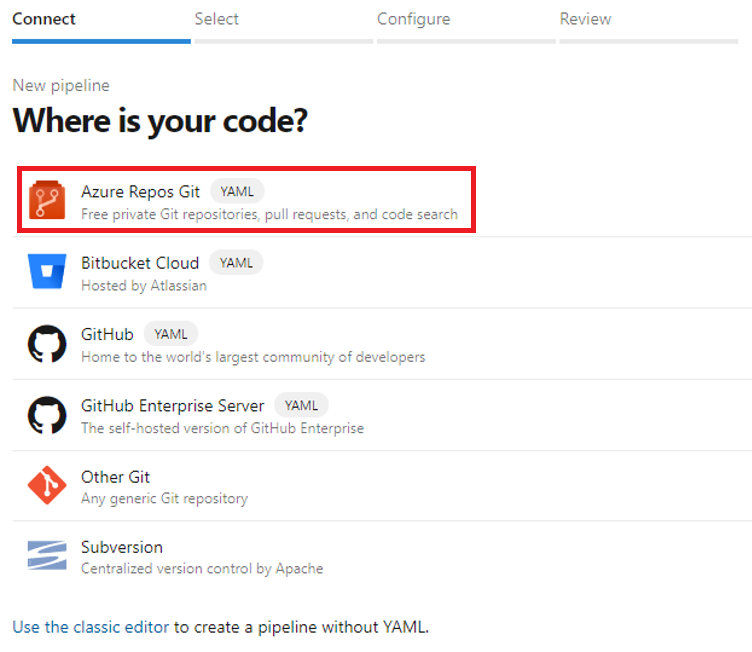 Connect Select Configure Review
New pipeline
Where is your code?
Azure Repos Git YAML
Free private Git repositories, pull requests, and code search
Bitbucket Cloud YAML
Hosted by Atlassian
GitHub YAML
Home to the world's largest community of developers
GitHub Enterprise Server YAML
The self-hosted version of GitHub Enterprise
Other Git
Any generic Git repository
Subversion
Centralized version control by Apache
Use the classic editor to create a pipeline without YAML.